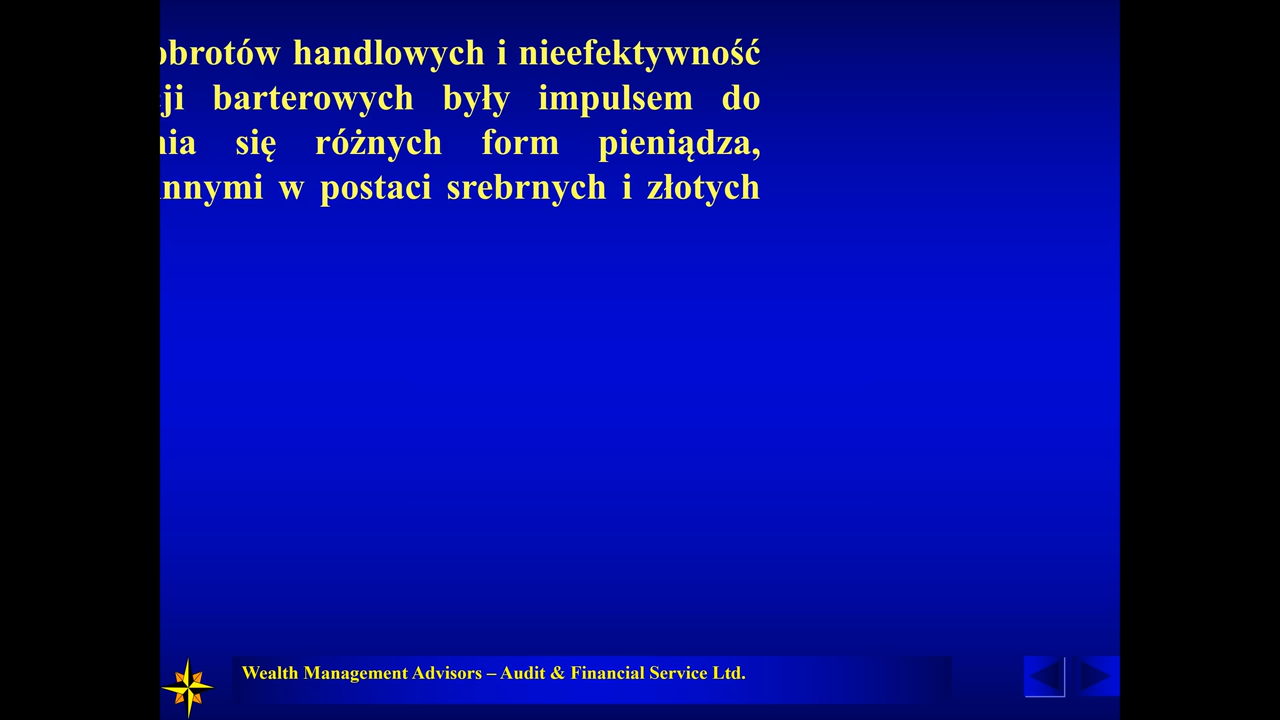 obrotów handlowych i nieefektywność
ji barterowych były impulsem do
nia się różnych form pieniądza,
innymi w postaci srebrnych i złotych
Wealth Management Advisors – Audit & Financial Service Ltd.